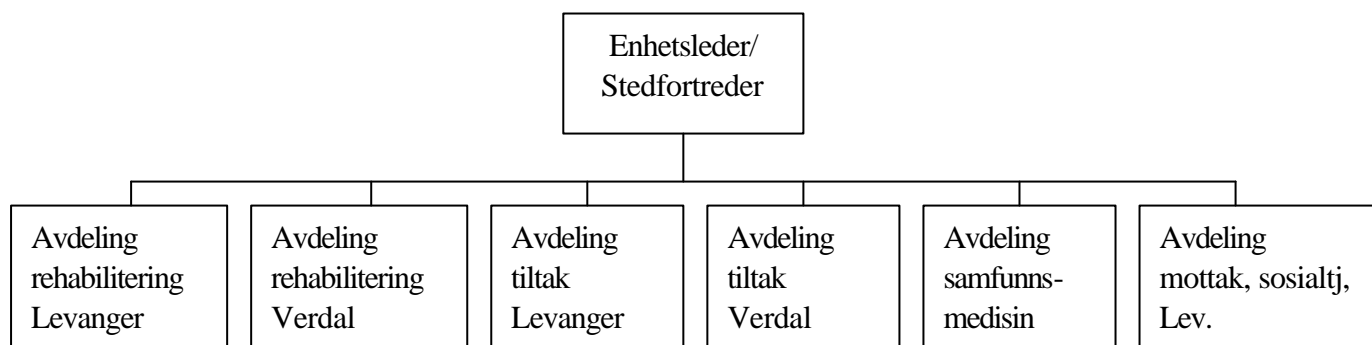 Enhetsleder/
Stedfortreder
Avdeling
rehabilitering
Levanger
Avdeling
rehabilitering
Verdal
Avdeling
tiltak
Levanger
Avdeling
tiltak
Verdal
Avdeling
samfunns-
medisin
Avdeling
mottak, sosialtj,
Lev.